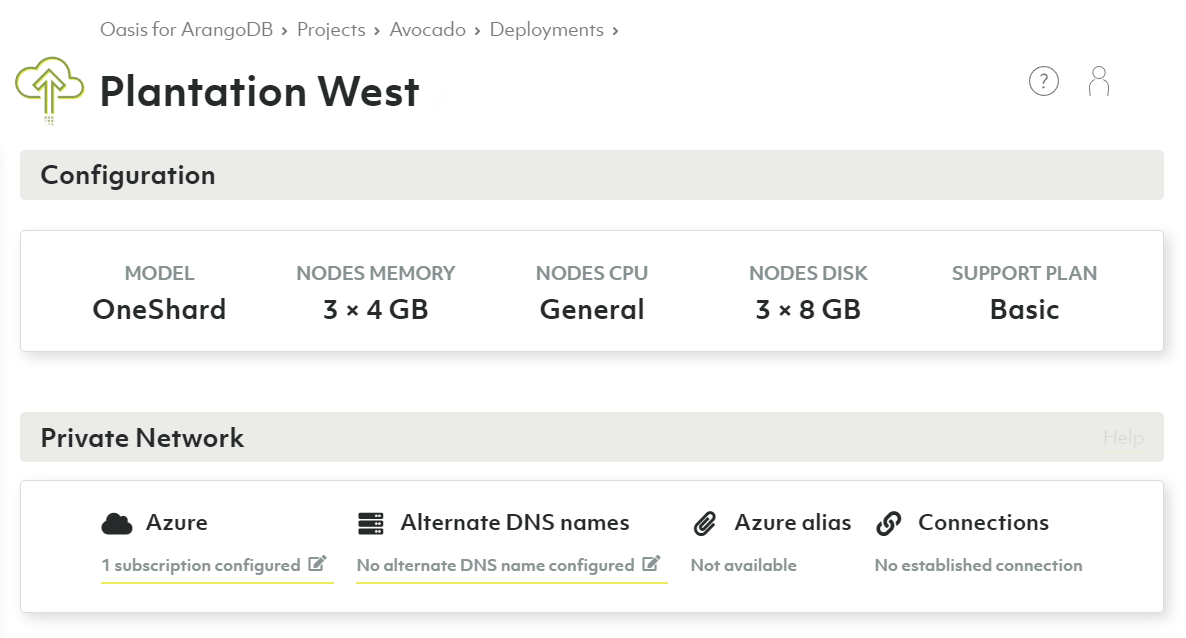 Oasis for ArangoDB › Projects › Avocado › Deployments ›
Plantation West
?
Configuration
MODEL NODES MEMORY NODES CPU NODES DISK SUPPORT PLAN
OneShard 3 × 4 GB General 3 × 8 GB Basic
Private Network Help
Azure Alternate DNS names Azure alias Connections
1 subscription configured No alternate DNS name configured Not available No established connection